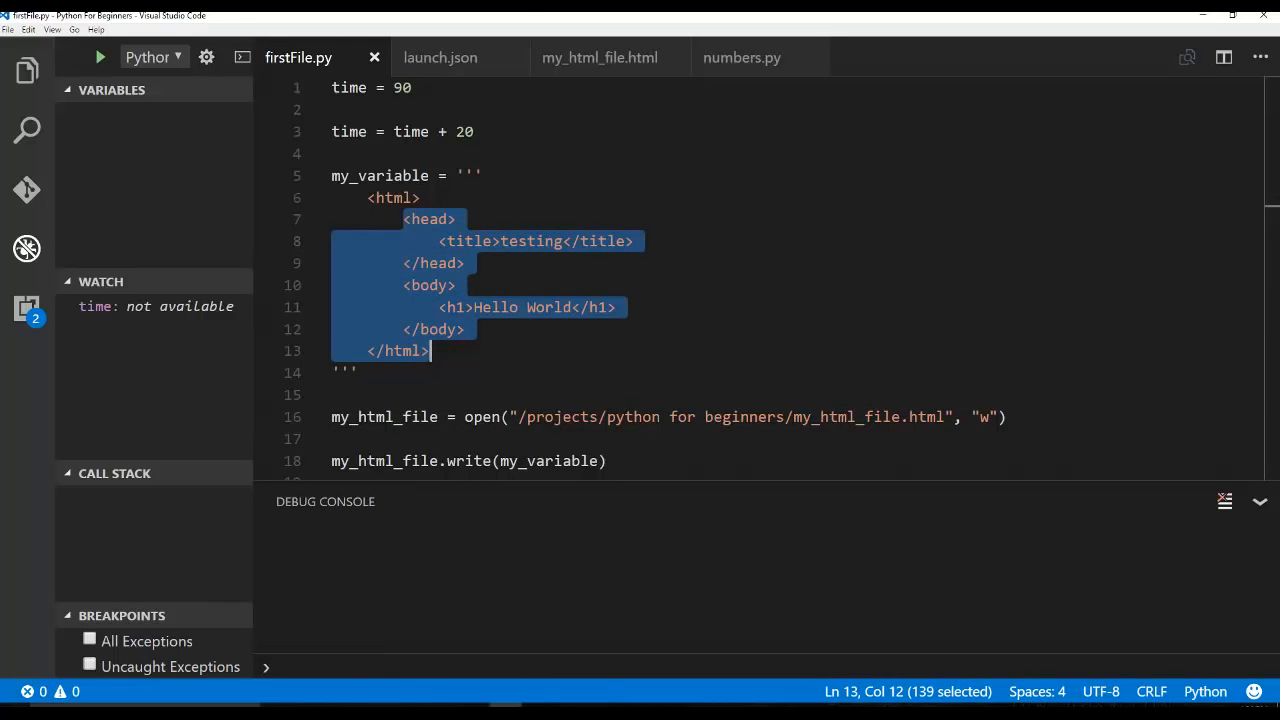 firstFile.py - Python For Beginners - Visual Studio Code
File Edit View Go Help
Python
firstFile.py
launch.json
my_html_file.html
numbers.py
VARIABLES
WATCH
time: not available
CALL STACK
BREAKPOINTS
All Exceptions
Uncaught Exceptions
2
1 time = 90
2
3 time = time + 20
4
5 my_variable = '''
6 <html>
7 <head>
8 <title>testing</title>
9 </head>
10 <body>
11 <h1>Hello World</h1>
12 </body>
13 </html>
14 '''
15
16 my_html_file = open("/projects/python for beginners/my_html_file.html", "w")
17
18 my_html_file.write(my_variable)
DEBUG CONSOLE
0 0
Ln 13, Col 12 (139 selected) Spaces: 4 UTF-8 CRLF Python